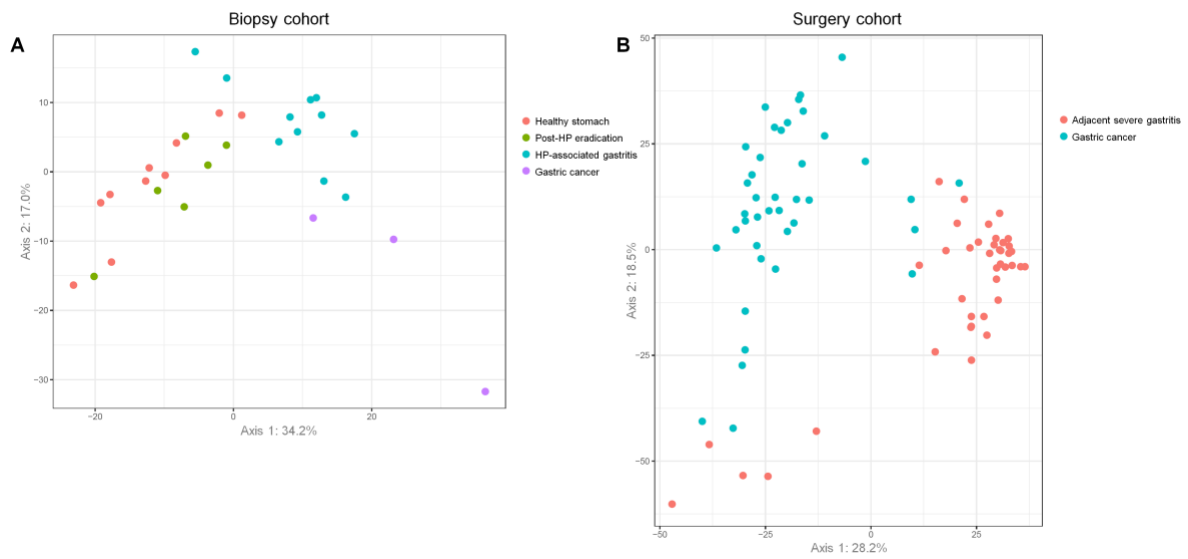 Biopsy cohort
A
10
0
−10
−20
−30
−20
0
20
Axis 2: 17.0%
Axis 1: 34.2%
Healthy stomach
Post-HP eradication
HP-associated gastritis
Gastric cancer
Surgery cohort
B
50
25
0
−25
−50
−50
−25
0
25
Axis 2: 18.5%
Axis 1: 28.2%
Adjacent severe gastritis
Gastric cancer